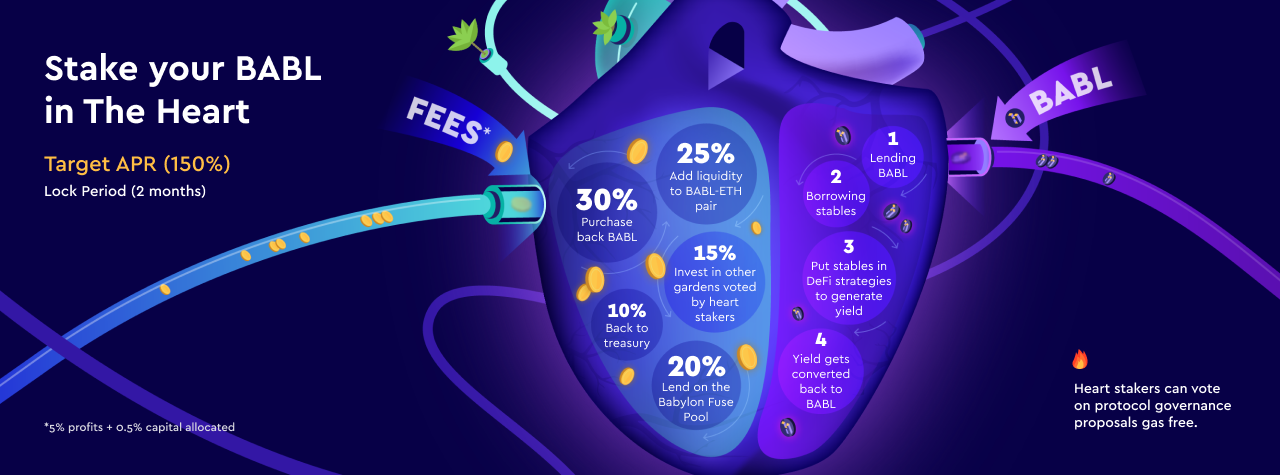 Stake your BABL
in The Heart
Target APR (150%)
Lock Period (2 months)
FEES*
BABL
25%
Add liquidity
to BABL-ETH
pair
30%
Purchase
back BABL
15%
Invest in other
gardens voted
by heart
stakers
10%
Back to
treasury
20%
Lend on the
Babylon Fuse
Pool
1
Lending
BABL
2
Borrowing
stables
3
Put stables in
DeFi strategies
to generate
yield
4
Yield gets
converted
back to
BABL
*5% profits + 0.5% capital allocated
Heart stakers can vote
on protocol governance
proposals gas free.